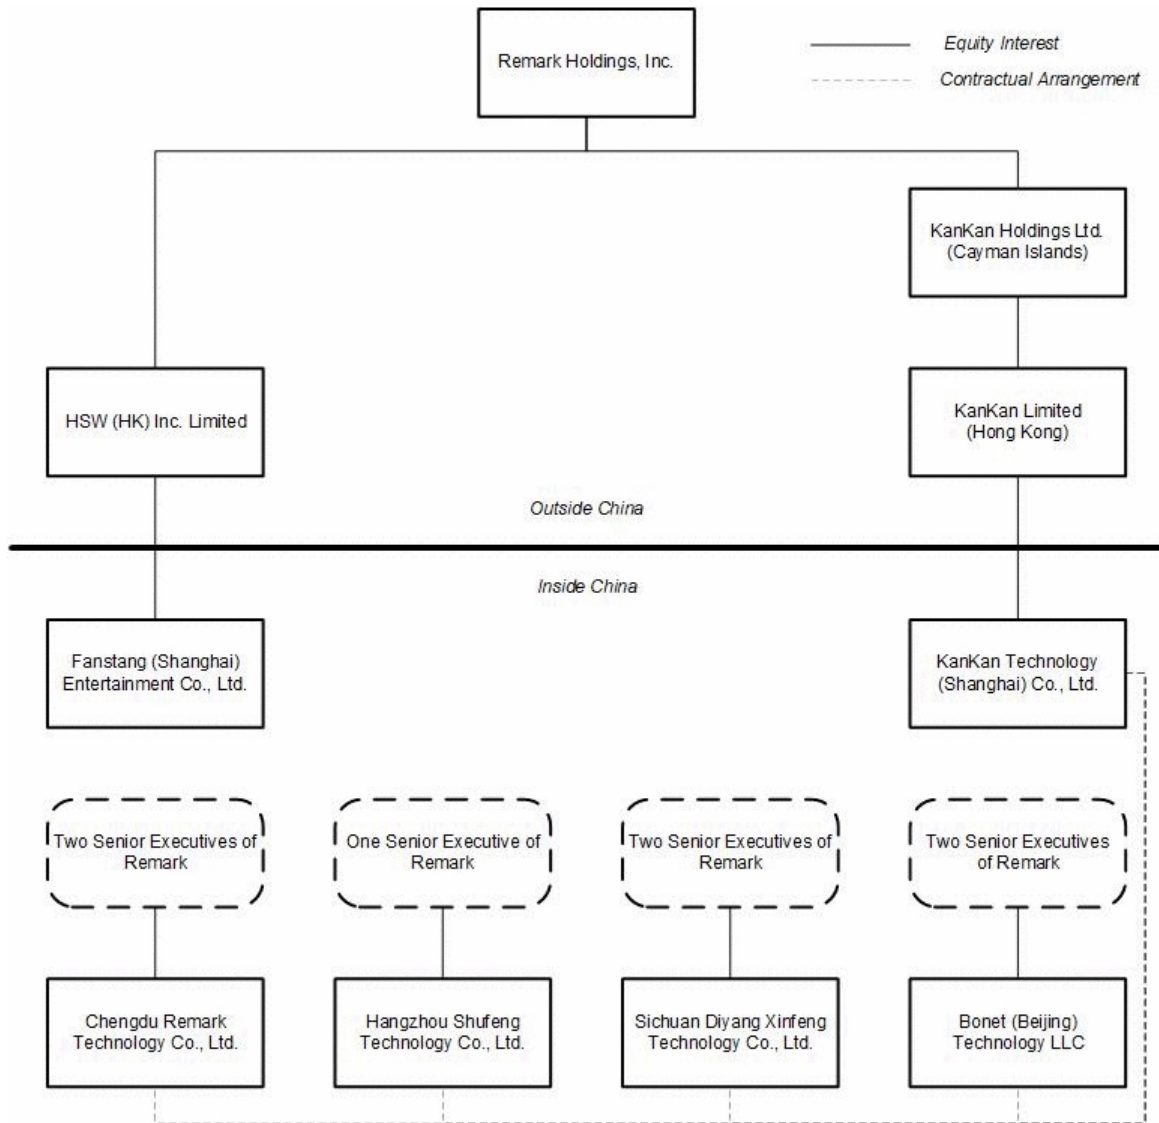 Remark Holdings, Inc.
Equity Interest
Contractual Arrangement
KanKan Holdings Ltd.
(Cayman Islands)
HSW (HK) Inc. Limited
KanKan Limited
(Hong Kong)
Outside China
Inside China
Fanstang (Shanghai)
Entertainment Co., Ltd.
KanKan Technology
(Shanghai) Co., Ltd.
Two Senior Executives of
Remark
One Senior Executive of
Remark
Two Senior Executives of
Remark
Two Senior Executives
of Remark
Chengdu Remark
Technology Co., Ltd.
Hangzhou Shufeng
Technology Co., Ltd.
Sichuan Diyang Xinfeng
Technology Co., Ltd.
Bonet (Beijing)
Technology LLC